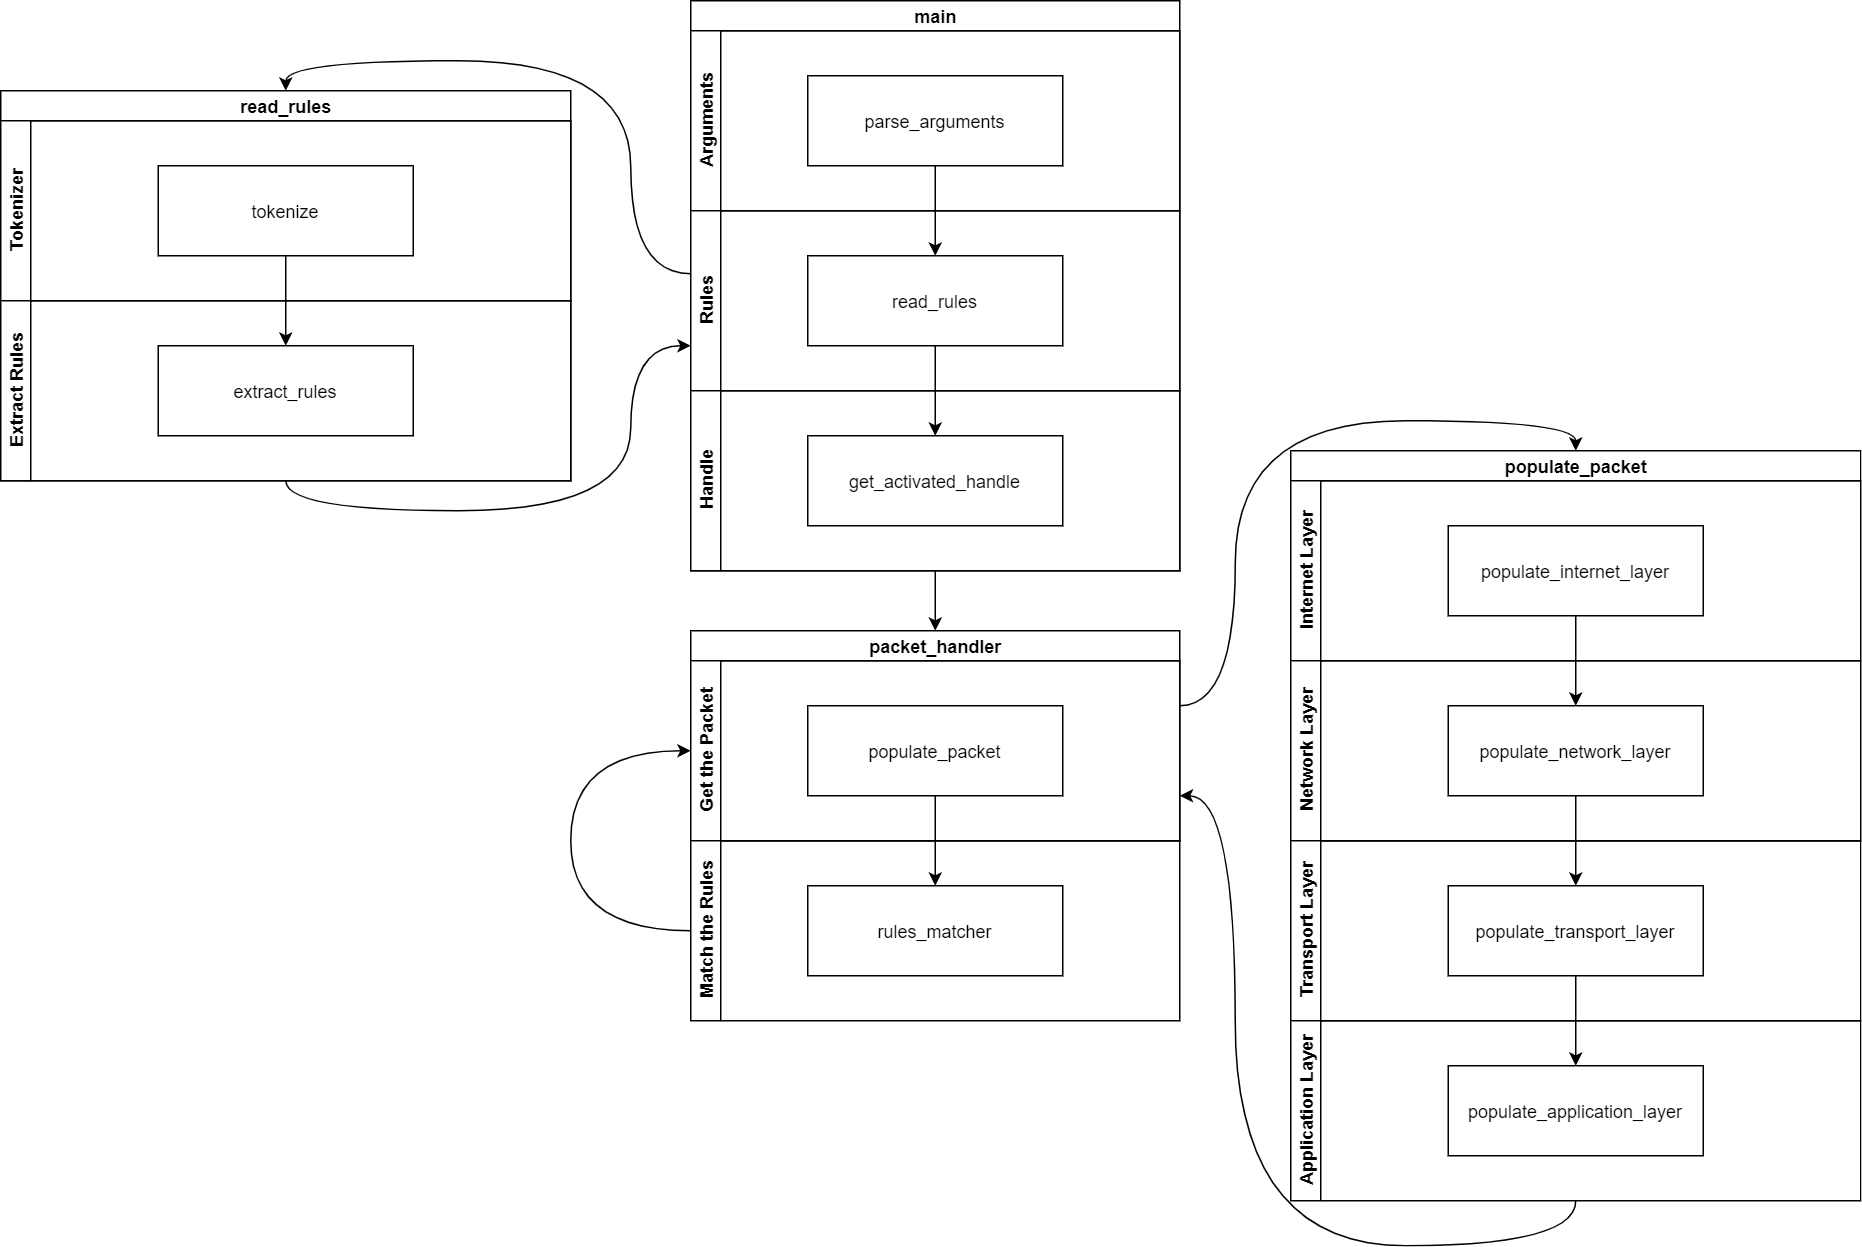 main
Arguments
parse_arguments
Rules
read_rules
Handle
get_activated_handle
read_rules
Tokenizer
tokenize
Extract Rules
extract_rules
packet_handler
Get the Packet
populate_packet
Match the Rules
rules_matcher
populate_packet
Internet Layer
populate_internet_layer
Network Layer
populate_network_layer
Transport Layer
populate_transport_layer
Application Layer
populate_application_layer